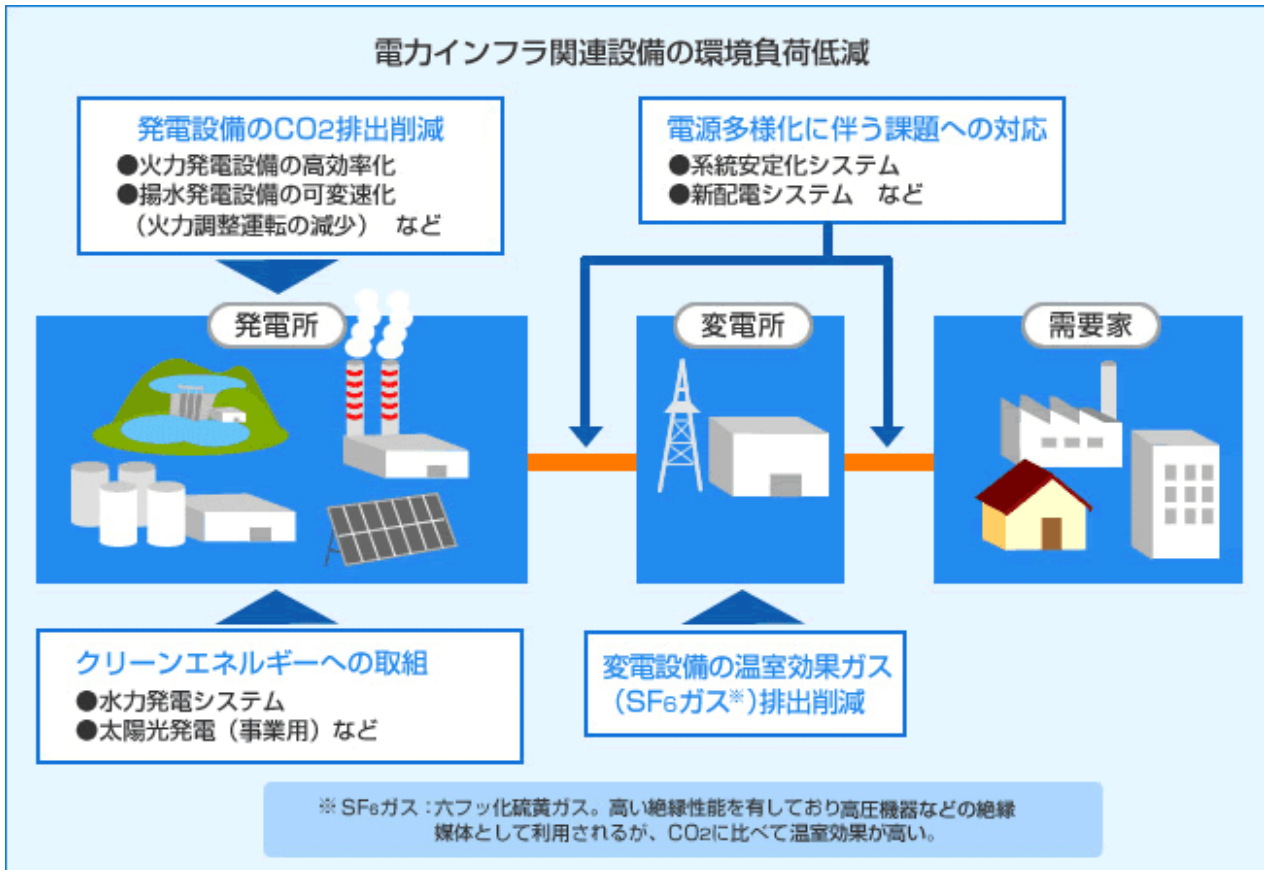 電力インフラ関連設備の環境負荷低減
発電設備のCO2排出削減
●火力発電設備の高効率化
●揚水発電設備の可変速化
（火力調整運転の減少）　など
電源多様化に伴う課題への対応
●系統安定化システム
●新配電システム　など
発電所
変電所
需要家
クリーンエネルギーへの取組
●水力発電システム
●太陽光発電（事業用）など
変電設備の温室効果ガス
（SF6ガス※）排出削減
※ SF6ガス：六フッ化硫黄ガス。高い絶縁性能を有しており高圧機器などの絶縁
媒体として利用されるが、CO2に比べて温室効果が高い。